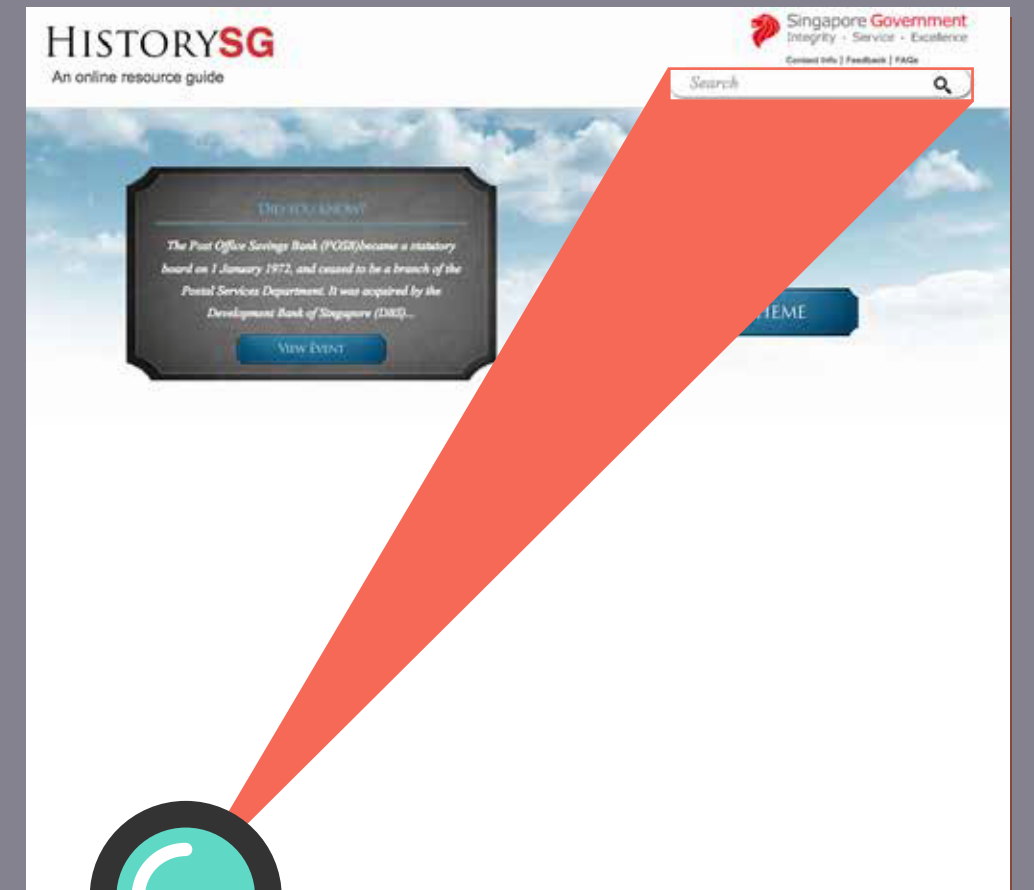 HISTORYSG
An online resource guide
Singapore Government
Integrity · Service · Excellence
Contact Info | Feedback | FAQs
Search
DID YOU KNOW?
The Post Office Savings Bank (POSB)became a statutory
board on 1 January 1972, and ceased to be a branch of the
Postal Services Department. It was acquired by the
Development Bank of Singapore (DBS)...
VIEW EVENT
HEME